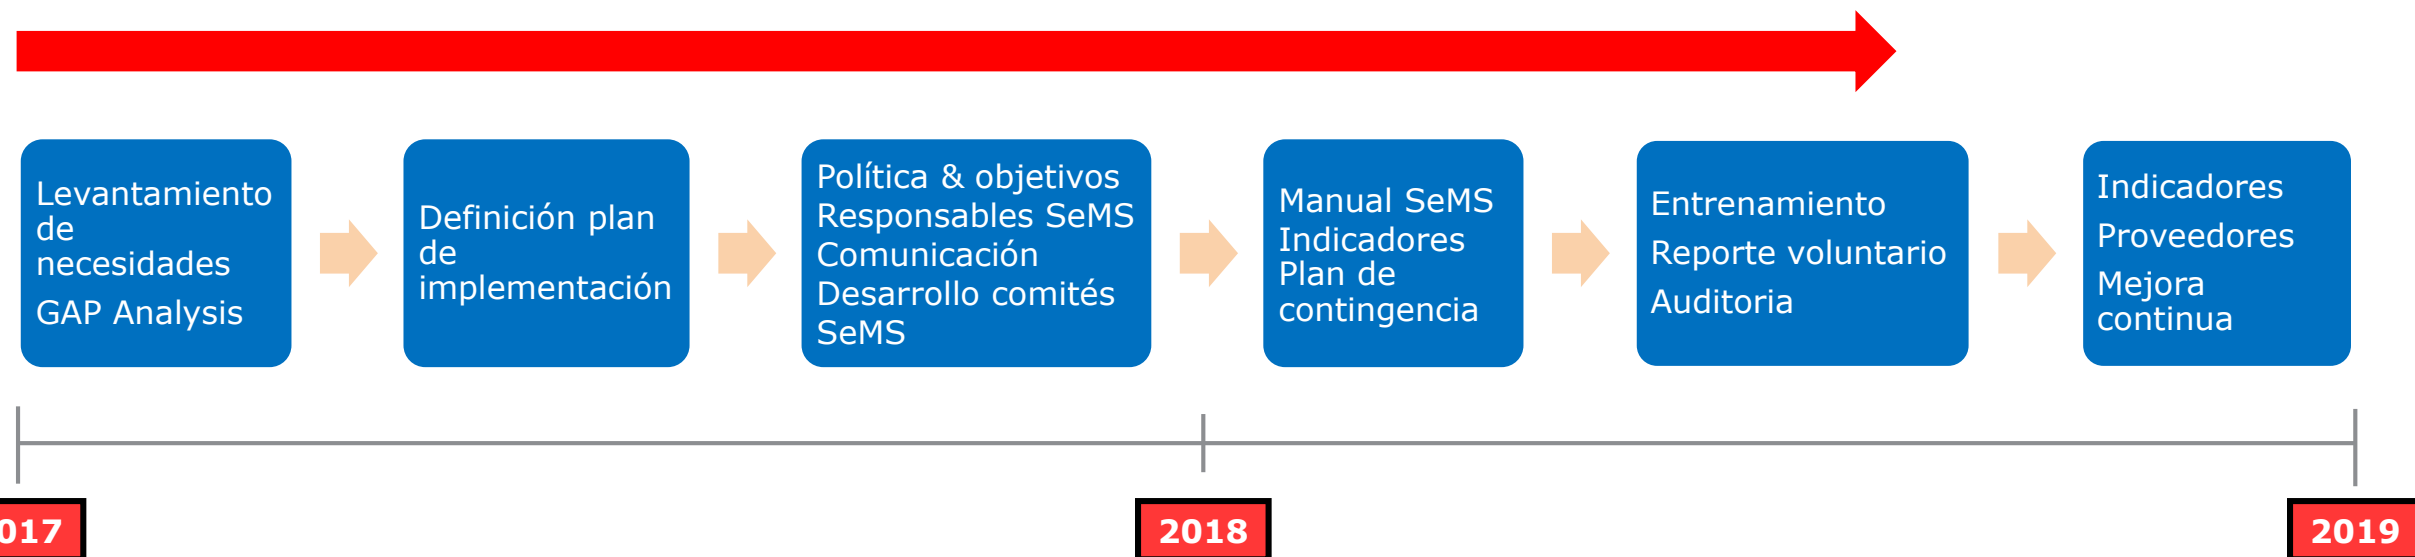 Levantamiento
de
necesidades
GAP Analysis
Definición plan
de
implementación
Política & objetivos
Responsables SeMS
Comunicación
Desarrollo comités
SeMS
Manual SeMS
Indicadores
Plan de
contingencia
Entrenamiento
Reporte voluntario
Auditoria
Indicadores
Proveedores
Mejora
continua
017
2018
2019